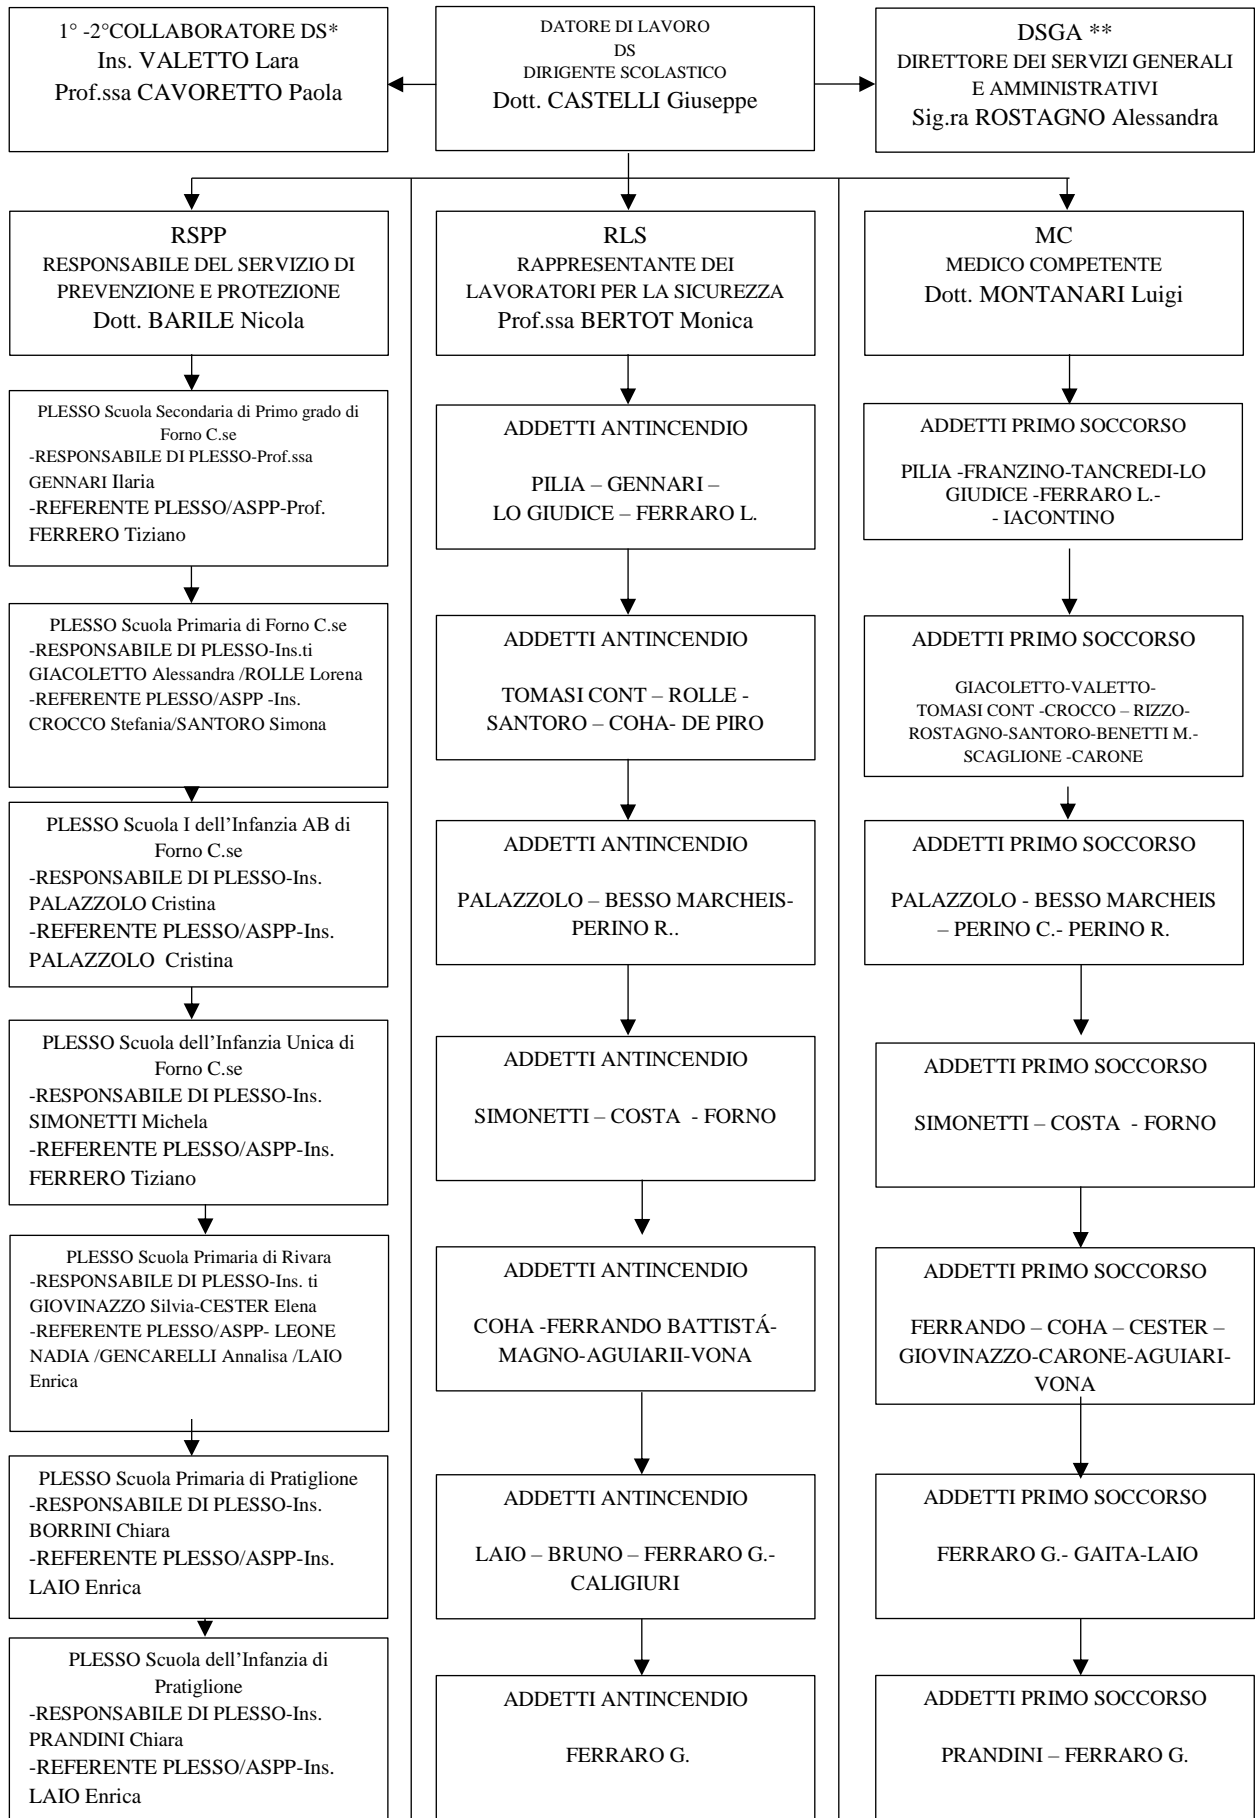 1° -2°COLLABORATORE DS*
Ins. VALETTO Lara
Prof.ssa CAVORETTO Paola
DATORE DI LAVORO
DS
DIRIGENTE SCOLASTICO
Dott. CASTELLI Giuseppe
DSGA **
DIRETTORE DEI SERVIZI GENERALI
E AMMINISTRATIVI
Sig.ra ROSTAGNO Alessandra
RSPP
RESPONSABILE DEL SERVIZIO DI
PREVENZIONE E PROTEZIONE
Dott. BARILE Nicola
RLS
RAPPRESENTANTE DEI
LAVORATORI PER LA SICUREZZA
Prof.ssa BERTOT Monica
MC
MEDICO COMPETENTE
Dott. MONTANARI Luigi
PLESSO Scuola Secondaria di Primo grado di
Forno C.se
-RESPONSABILE DI PLESSO-Prof.ssa
GENNARI Ilaria
-REFERENTE PLESSO/ASPP-Prof.
FERRERO Tiziano
ADDETTI ANTINCENDIO
PILIA – GENNARI –
LO GIUDICE – FERRARO L.
ADDETTI PRIMO SOCCORSO
PILIA -FRANZINO-TANCREDI-LO
GIUDICE -FERRARO L.-
- IACONTINO
PLESSO Scuola Primaria di Forno C.se
-RESPONSABILE DI PLESSO-Ins.ti
GIACOLETTO Alessandra /ROLLE Lorena
-REFERENTE PLESSO/ASPP -Ins.
CROCCO Stefania/SANTORO Simona
ADDETTI ANTINCENDIO
TOMASI CONT – ROLLE -
SANTORO – COHA- DE PIRO
ADDETTI PRIMO SOCCORSO
GIACOLETTO-VALETTO-
TOMASI CONT -CROCCO – RIZZO-
ROSTAGNO-SANTORO-BENETTI M.-
SCAGLIONE -CARONE
PLESSO Scuola I dell’Infanzia AB di
Forno C.se
-RESPONSABILE DI PLESSO-Ins.
PALAZZOLO Cristina
-REFERENTE PLESSO/ASPP-Ins.
PALAZZOLO  Cristina
ADDETTI ANTINCENDIO
PALAZZOLO – BESSO MARCHEIS-
PERINO R..
ADDETTI PRIMO SOCCORSO
PALAZZOLO - BESSO MARCHEIS
– PERINO C.- PERINO R.
PLESSO Scuola dell’Infanzia Unica di
Forno C.se
-RESPONSABILE DI PLESSO-Ins.
SIMONETTI Michela
-REFERENTE PLESSO/ASPP-Ins.
FERRERO Tiziano
ADDETTI ANTINCENDIO
SIMONETTI – COSTA  - FORNO
ADDETTI PRIMO SOCCORSO
SIMONETTI – COSTA  - FORNO
PLESSO Scuola Primaria di Rivara
-RESPONSABILE DI PLESSO-Ins. ti
GIOVINAZZO Silvia-CESTER Elena
-REFERENTE PLESSO/ASPP- LEONE
NADIA /GENCARELLI Annalisa /LAIO
Enrica
ADDETTI ANTINCENDIO
COHA -FERRANDO BATTISTÁ-
MAGNO-AGUIARII-VONA
ADDETTI PRIMO SOCCORSO
FERRANDO – COHA – CESTER –
GIOVINAZZO-CARONE-AGUIARI-
VONA
PLESSO Scuola Primaria di Pratiglione
-RESPONSABILE DI PLESSO-Ins.
BORRINI Chiara
-REFERENTE PLESSO/ASPP-Ins.
LAIO Enrica
ADDETTI ANTINCENDIO
LAIO – BRUNO – FERRARO G.-
CALIGIURI
ADDETTI PRIMO SOCCORSO
FERRARO G.- GAITA-LAIO
PLESSO Scuola dell’Infanzia di
Pratiglione
-RESPONSABILE DI PLESSO-Ins.
PRANDINI Chiara
-REFERENTE PLESSO/ASPP-Ins.
LAIO Enrica
ADDETTI ANTINCENDIO
FERRARO G.
ADDETTI PRIMO SOCCORSO
PRANDINI – FERRARO G.